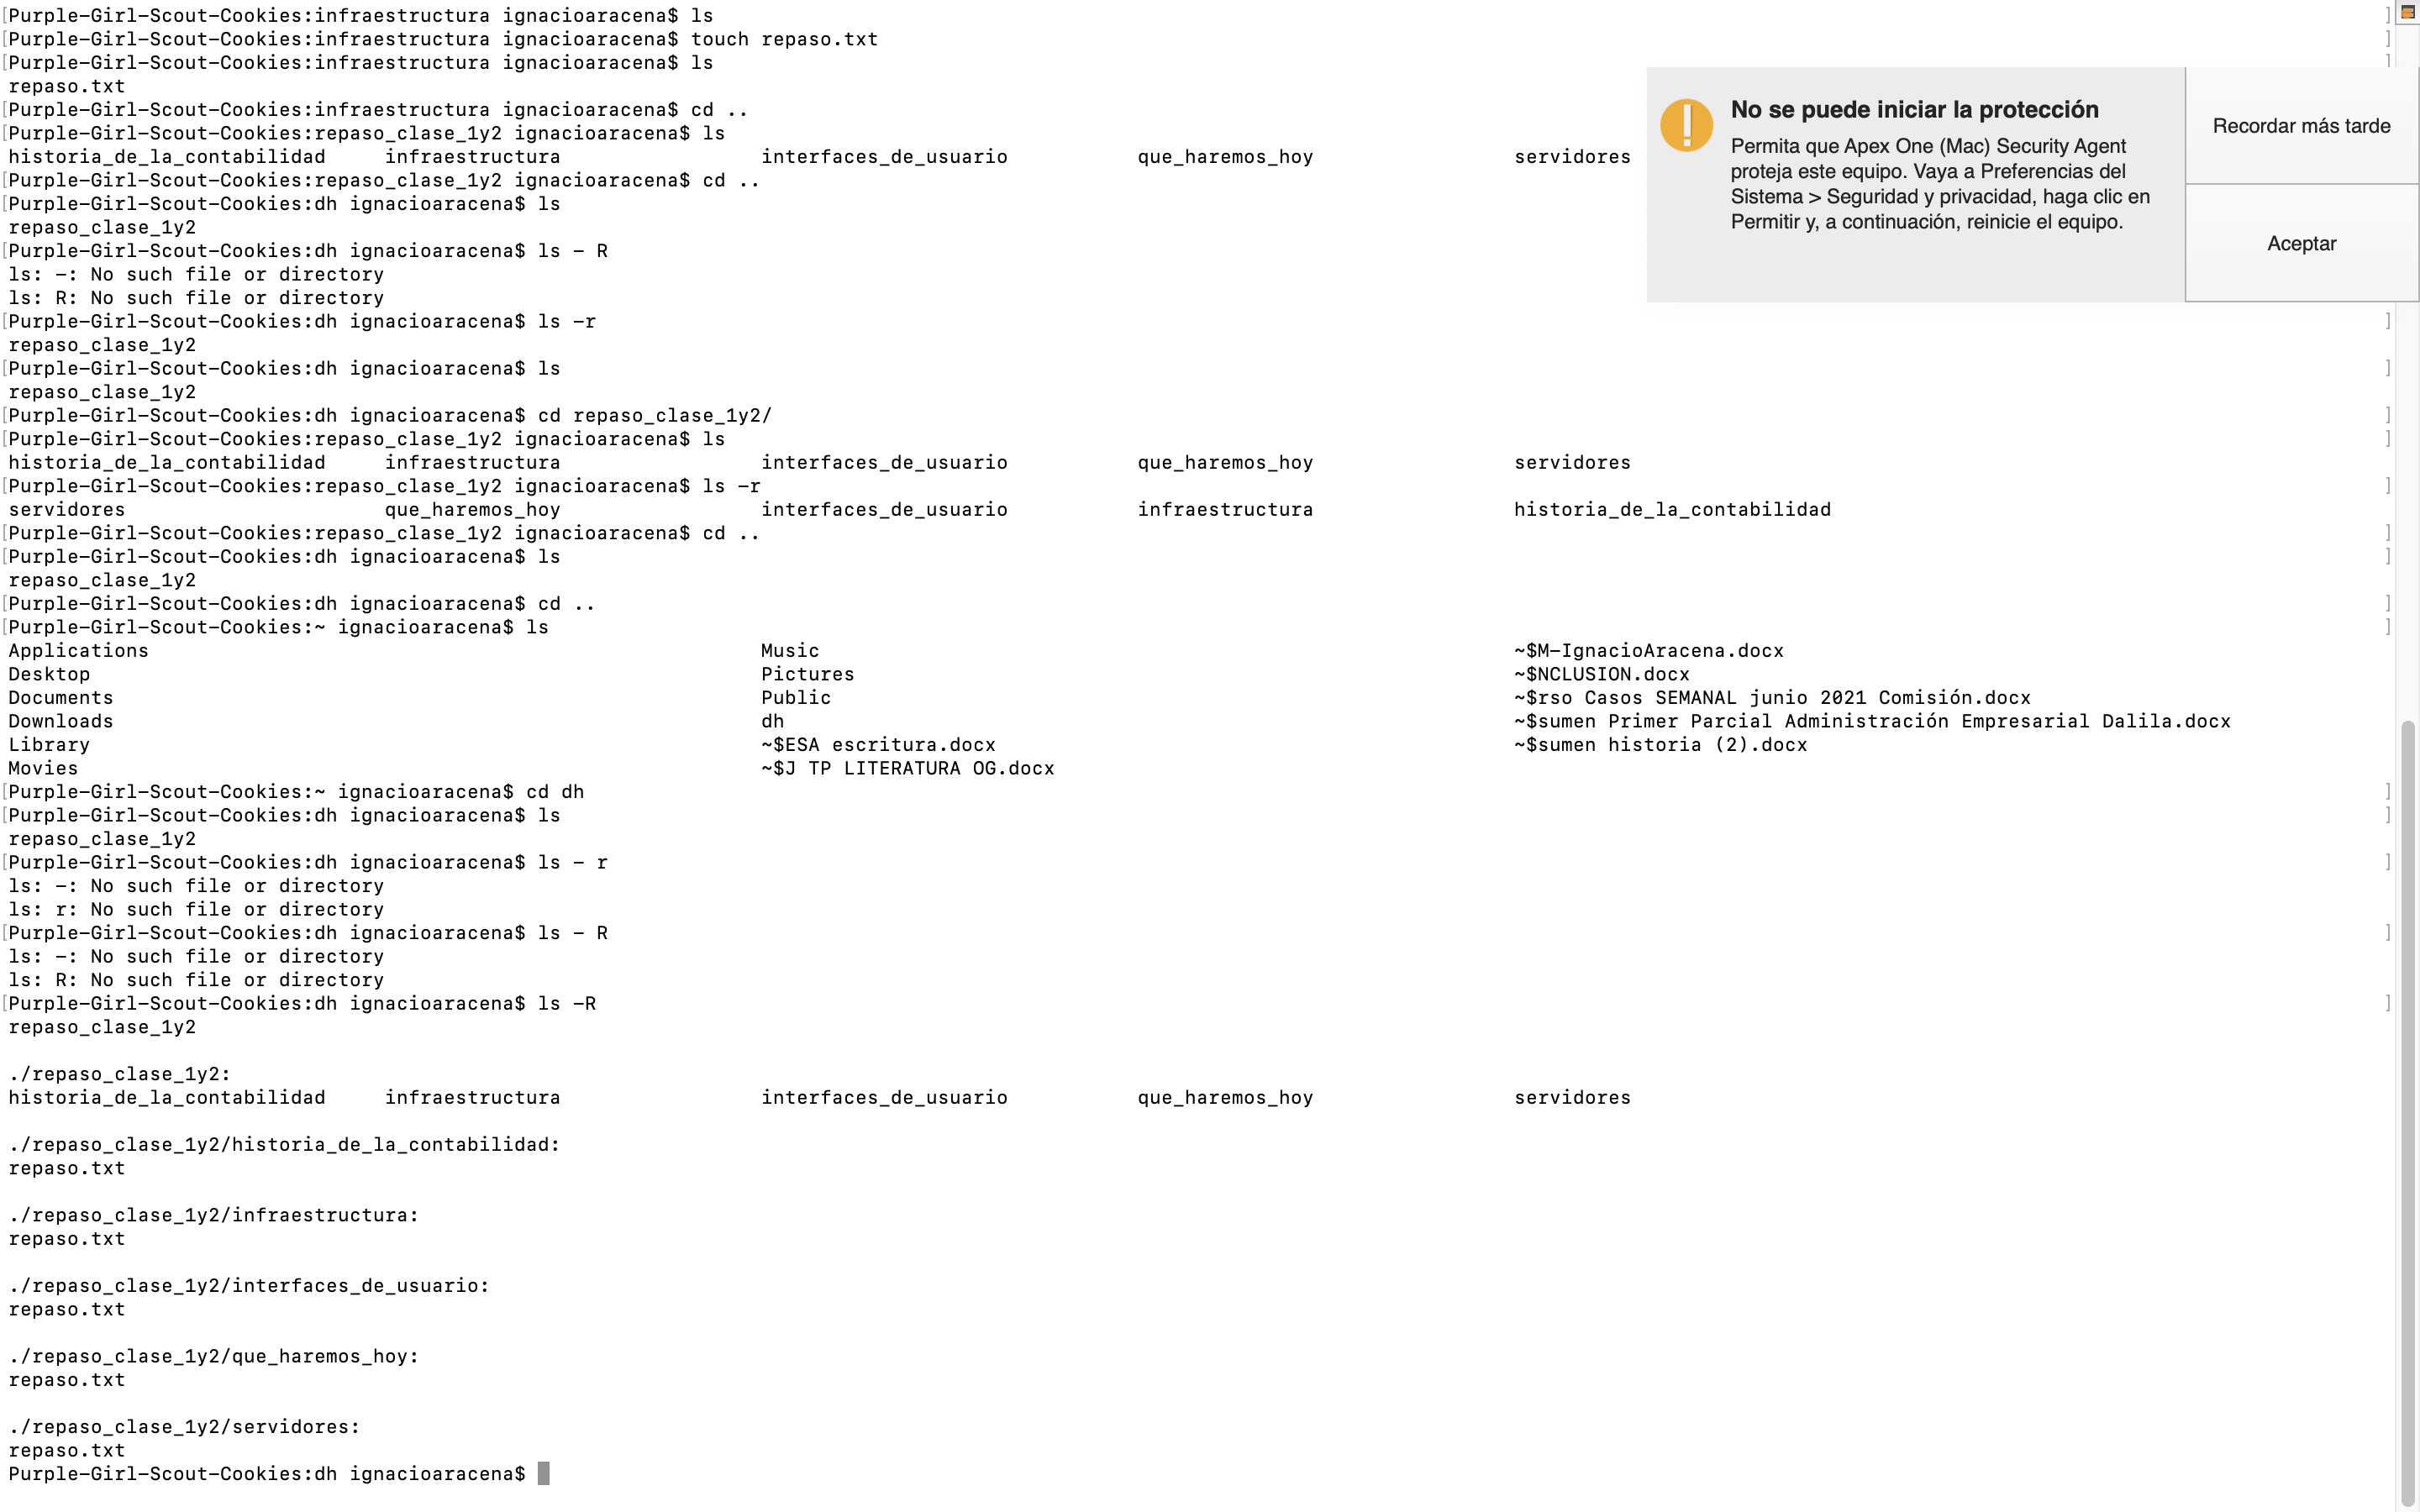 [Purple-Girl-Scout-Cookies:infraestructura ignacioaracena$ ls ]
[Purple-Girl-Scout-Cookies:infraestructura ignacioaracena$ touch repaso.txt ]
[Purple-Girl-Scout-Cookies:infraestructura ignacioaracena$ ls ]
repaso.txt
[Purple-Girl-Scout-Cookies:infraestructura ignacioaracena$ cd ..
[Purple-Girl-Scout-Cookies:repaso_clase_1y2 ignacioaracena$ ls
historia_de_la_contabilidad infraestructura interfaces_de_usuario que_haremos_hoy servidores
[Purple-Girl-Scout-Cookies:repaso_clase_1y2 ignacioaracena$ cd ..
[Purple-Girl-Scout-Cookies:dh ignacioaracena$ ls
repaso_clase_1y2
[Purple-Girl-Scout-Cookies:dh ignacioaracena$ ls - R
ls: -: No such file or directory
ls: R: No such file or directory
[Purple-Girl-Scout-Cookies:dh ignacioaracena$ ls -r ]
repaso_clase_1y2
[Purple-Girl-Scout-Cookies:dh ignacioaracena$ ls ]
repaso_clase_1y2
[Purple-Girl-Scout-Cookies:dh ignacioaracena$ cd repaso_clase_1y2/ ]
[Purple-Girl-Scout-Cookies:repaso_clase_1y2 ignacioaracena$ ls ]
historia_de_la_contabilidad infraestructura interfaces_de_usuario que_haremos_hoy servidores
[Purple-Girl-Scout-Cookies:repaso_clase_1y2 ignacioaracena$ ls -r ]
servidores que_haremos_hoy interfaces_de_usuario infraestructura historia_de_la_contabilidad
[Purple-Girl-Scout-Cookies:repaso_clase_1y2 ignacioaracena$ cd .. ]
[Purple-Girl-Scout-Cookies:dh ignacioaracena$ ls ]
repaso_clase_1y2
[Purple-Girl-Scout-Cookies:dh ignacioaracena$ cd .. ]
[Purple-Girl-Scout-Cookies:~ ignacioaracena$ ls ]
Applications Music ~$M-IgnacioAracena.docx
Desktop Pictures ~$NCLUSION.docx
Documents Public ~$rso Casos SEMANAL junio 2021 Comisión.docx
Downloads dh ~$sumen Primer Parcial Administración Empresarial Dalila.docx
Library ~$ESA escritura.docx ~$sumen historia (2).docx
Movies ~$J TP LITERATURA OG.docx
[Purple-Girl-Scout-Cookies:~ ignacioaracena$ cd dh ]
[Purple-Girl-Scout-Cookies:dh ignacioaracena$ ls ]
repaso_clase_1y2
[Purple-Girl-Scout-Cookies:dh ignacioaracena$ ls - r ]
ls: -: No such file or directory
ls: r: No such file or directory
[Purple-Girl-Scout-Cookies:dh ignacioaracena$ ls - R ]
ls: -: No such file or directory
ls: R: No such file or directory
[Purple-Girl-Scout-Cookies:dh ignacioaracena$ ls -R ]
repaso_clase_1y2
./repaso_clase_1y2:
historia_de_la_contabilidad infraestructura interfaces_de_usuario que_haremos_hoy servidores
./repaso_clase_1y2/historia_de_la_contabilidad:
repaso.txt
./repaso_clase_1y2/infraestructura:
repaso.txt
./repaso_clase_1y2/interfaces_de_usuario:
repaso.txt
./repaso_clase_1y2/que_haremos_hoy:
repaso.txt
./repaso_clase_1y2/servidores:
repaso.txt
Purple-Girl-Scout-Cookies:dh ignacioaracena$
No se puede iniciar la protección
Permita que Apex One (Mac) Security Agent
proteja este equipo. Vaya a Preferencias del
Sistema > Seguridad y privacidad, haga clic en
Permitir y, a continuación, reinicie el equipo.
Recordar más tarde
Aceptar